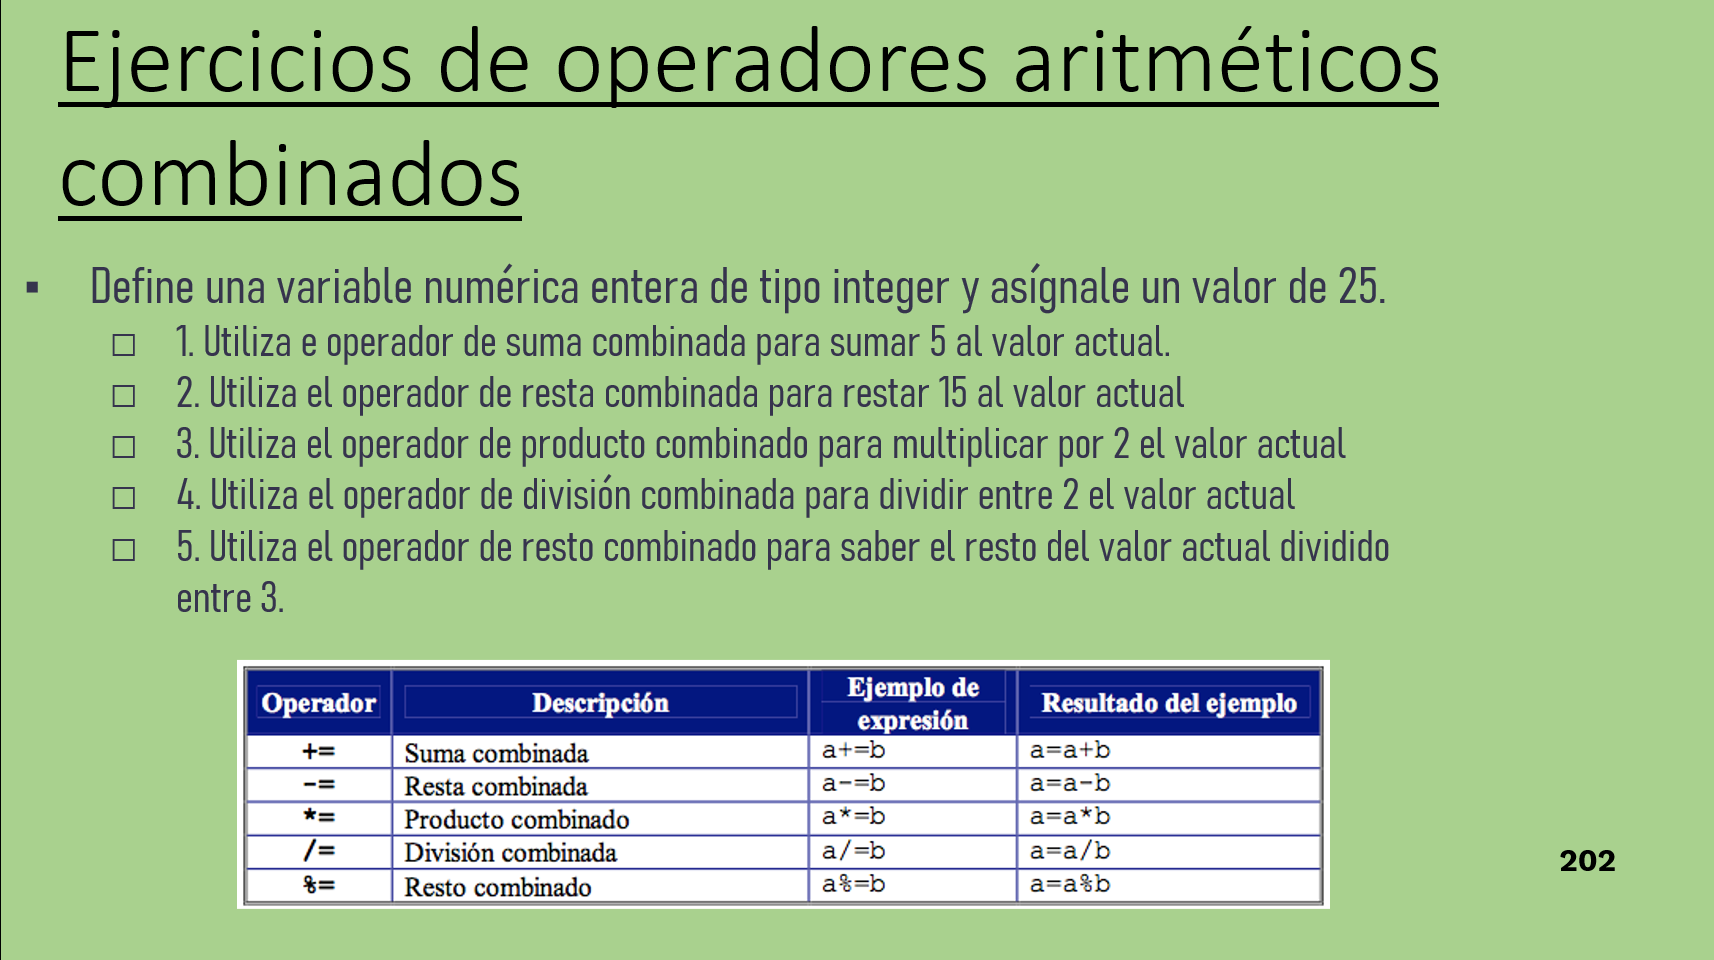 Ejercicios de operadores aritméticos
combinados
▪ Define una variable numérica entera de tipo integer y asígnale un valor de 25.
□ 1. Utiliza e operador de suma combinada para sumar 5 al valor actual.
□ 2. Utiliza el operador de resta combinada para restar 15 al valor actual
□ 3. Utiliza el operador de producto combinado para multiplicar por 2 el valor actual
□ 4. Utiliza el operador de división combinada para dividir entre 2 el valor actual
□ 5. Utiliza el operador de resto combinado para saber el resto del valor actual dividido
entre 3.
Operador Descripción Ejemplo de expresión Resultado del ejemplo
+= Suma combinada a+=b a=a+b
-= Resta combinada a-=b a=a-b
*= Producto combinado a*=b a=a*b
/= División combinada a/=b a=a/b
%= Resto combinado a%=b a=a%b
202